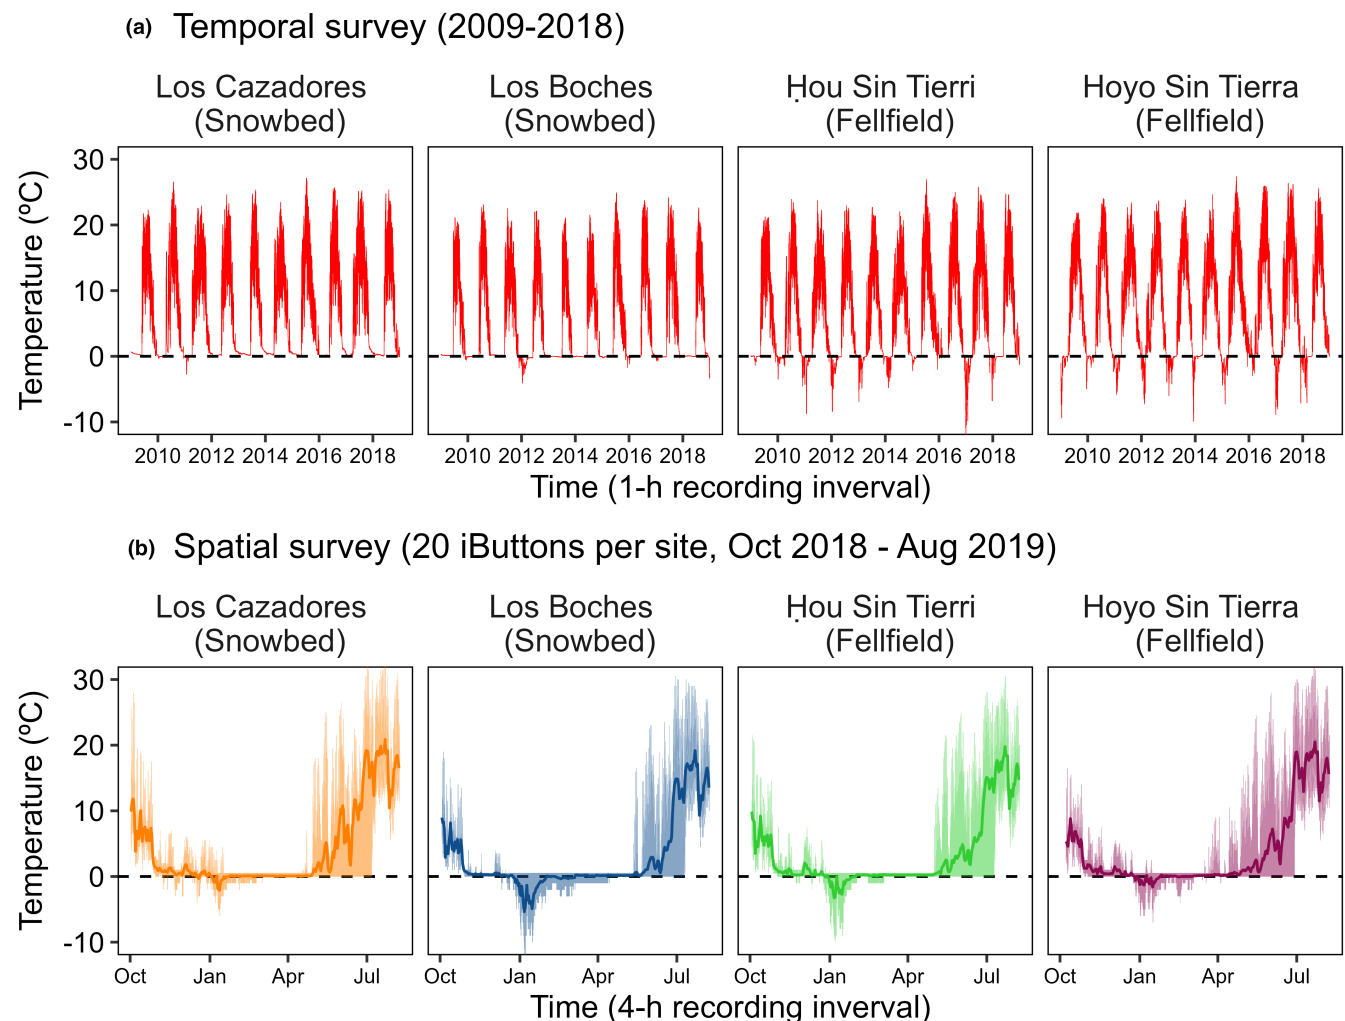 (a) Temporal survey (2009-2018)
Los Cazadores Los Boches Ḥou Sin Tierri Hoyo Sin Tierra
(Snowbed) (Snowbed) (Fellfield) (Fellfield)
Temperature (ºC)
30
20
10
0
-10
2010 2012 2014 2016 2018 2010 2012 2014 2016 2018 2010 2012 2014 2016 2018 2010 2012 2014 2016 2018
Time (1-h recording inverval)
(b) Spatial survey (20 iButtons per site, Oct 2018 - Aug 2019)
Los Cazadores Los Boches Ḥou Sin Tierri Hoyo Sin Tierra
(Snowbed) (Snowbed) (Fellfield) (Fellfield)
Temperature (ºC)
30
20
10
0
-10
Oct Jan Apr Jul Oct Jan Apr Jul Oct Jan Apr Jul Oct Jan Apr Jul
Time (4-h recording inverval)